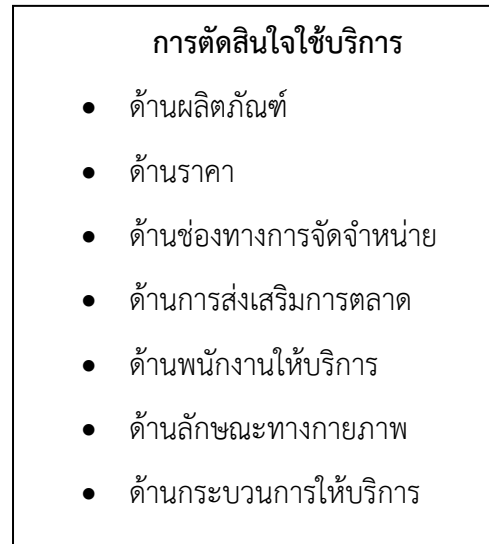 การตัดสินใจใช้บริการ
• ด้านผลิตภัณฑ์
• ด้านราคา
• ด้านช่องทางการจัดจำหน่าย
• ด้านการส่งเสริมการตลาด
• ด้านพนักงานให้บริการ
• ด้านลักษณะทางกายภาพ
• ด้านกระบวนการให้บริการ